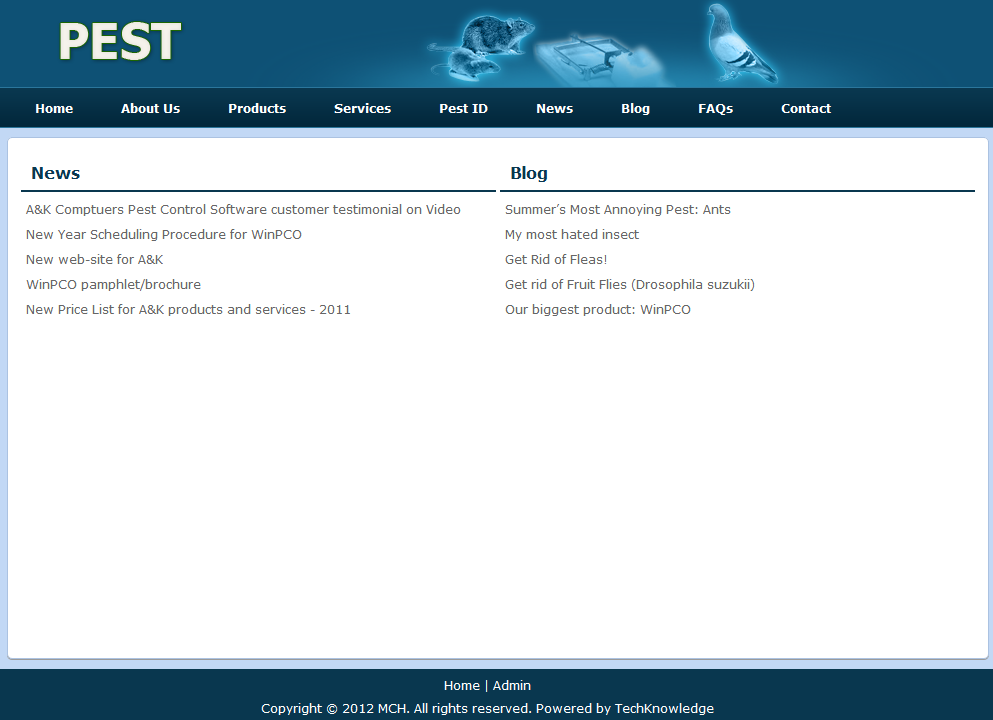 PEST
Home About Us Products Services Pest ID News Blog FAQs Contact
News
A&K Comptuers Pest Control Software customer testimonial on Video
New Year Scheduling Procedure for WinPCO
New web-site for A&K
WinPCO pamphlet/brochure
New Price List for A&K products and services - 2011
Blog
Summer’s Most Annoying Pest: Ants
My most hated insect
Get Rid of Fleas!
Get rid of Fruit Flies (Drosophila suzukii)
Our biggest product: WinPCO
Home | Admin
Copyright © 2012 MCH. All rights reserved. Powered by TechKnowledge